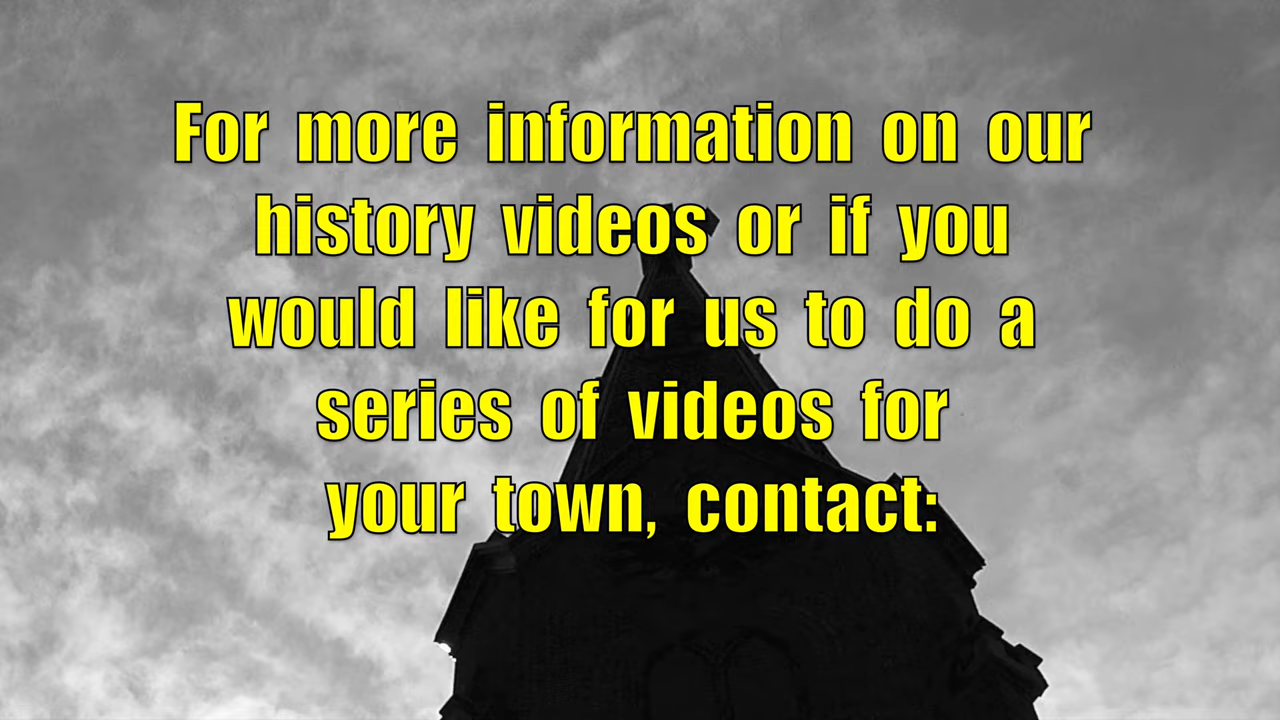 For more information on our
history videos or if you
would like for us to do a
series of videos for
your town, contact: